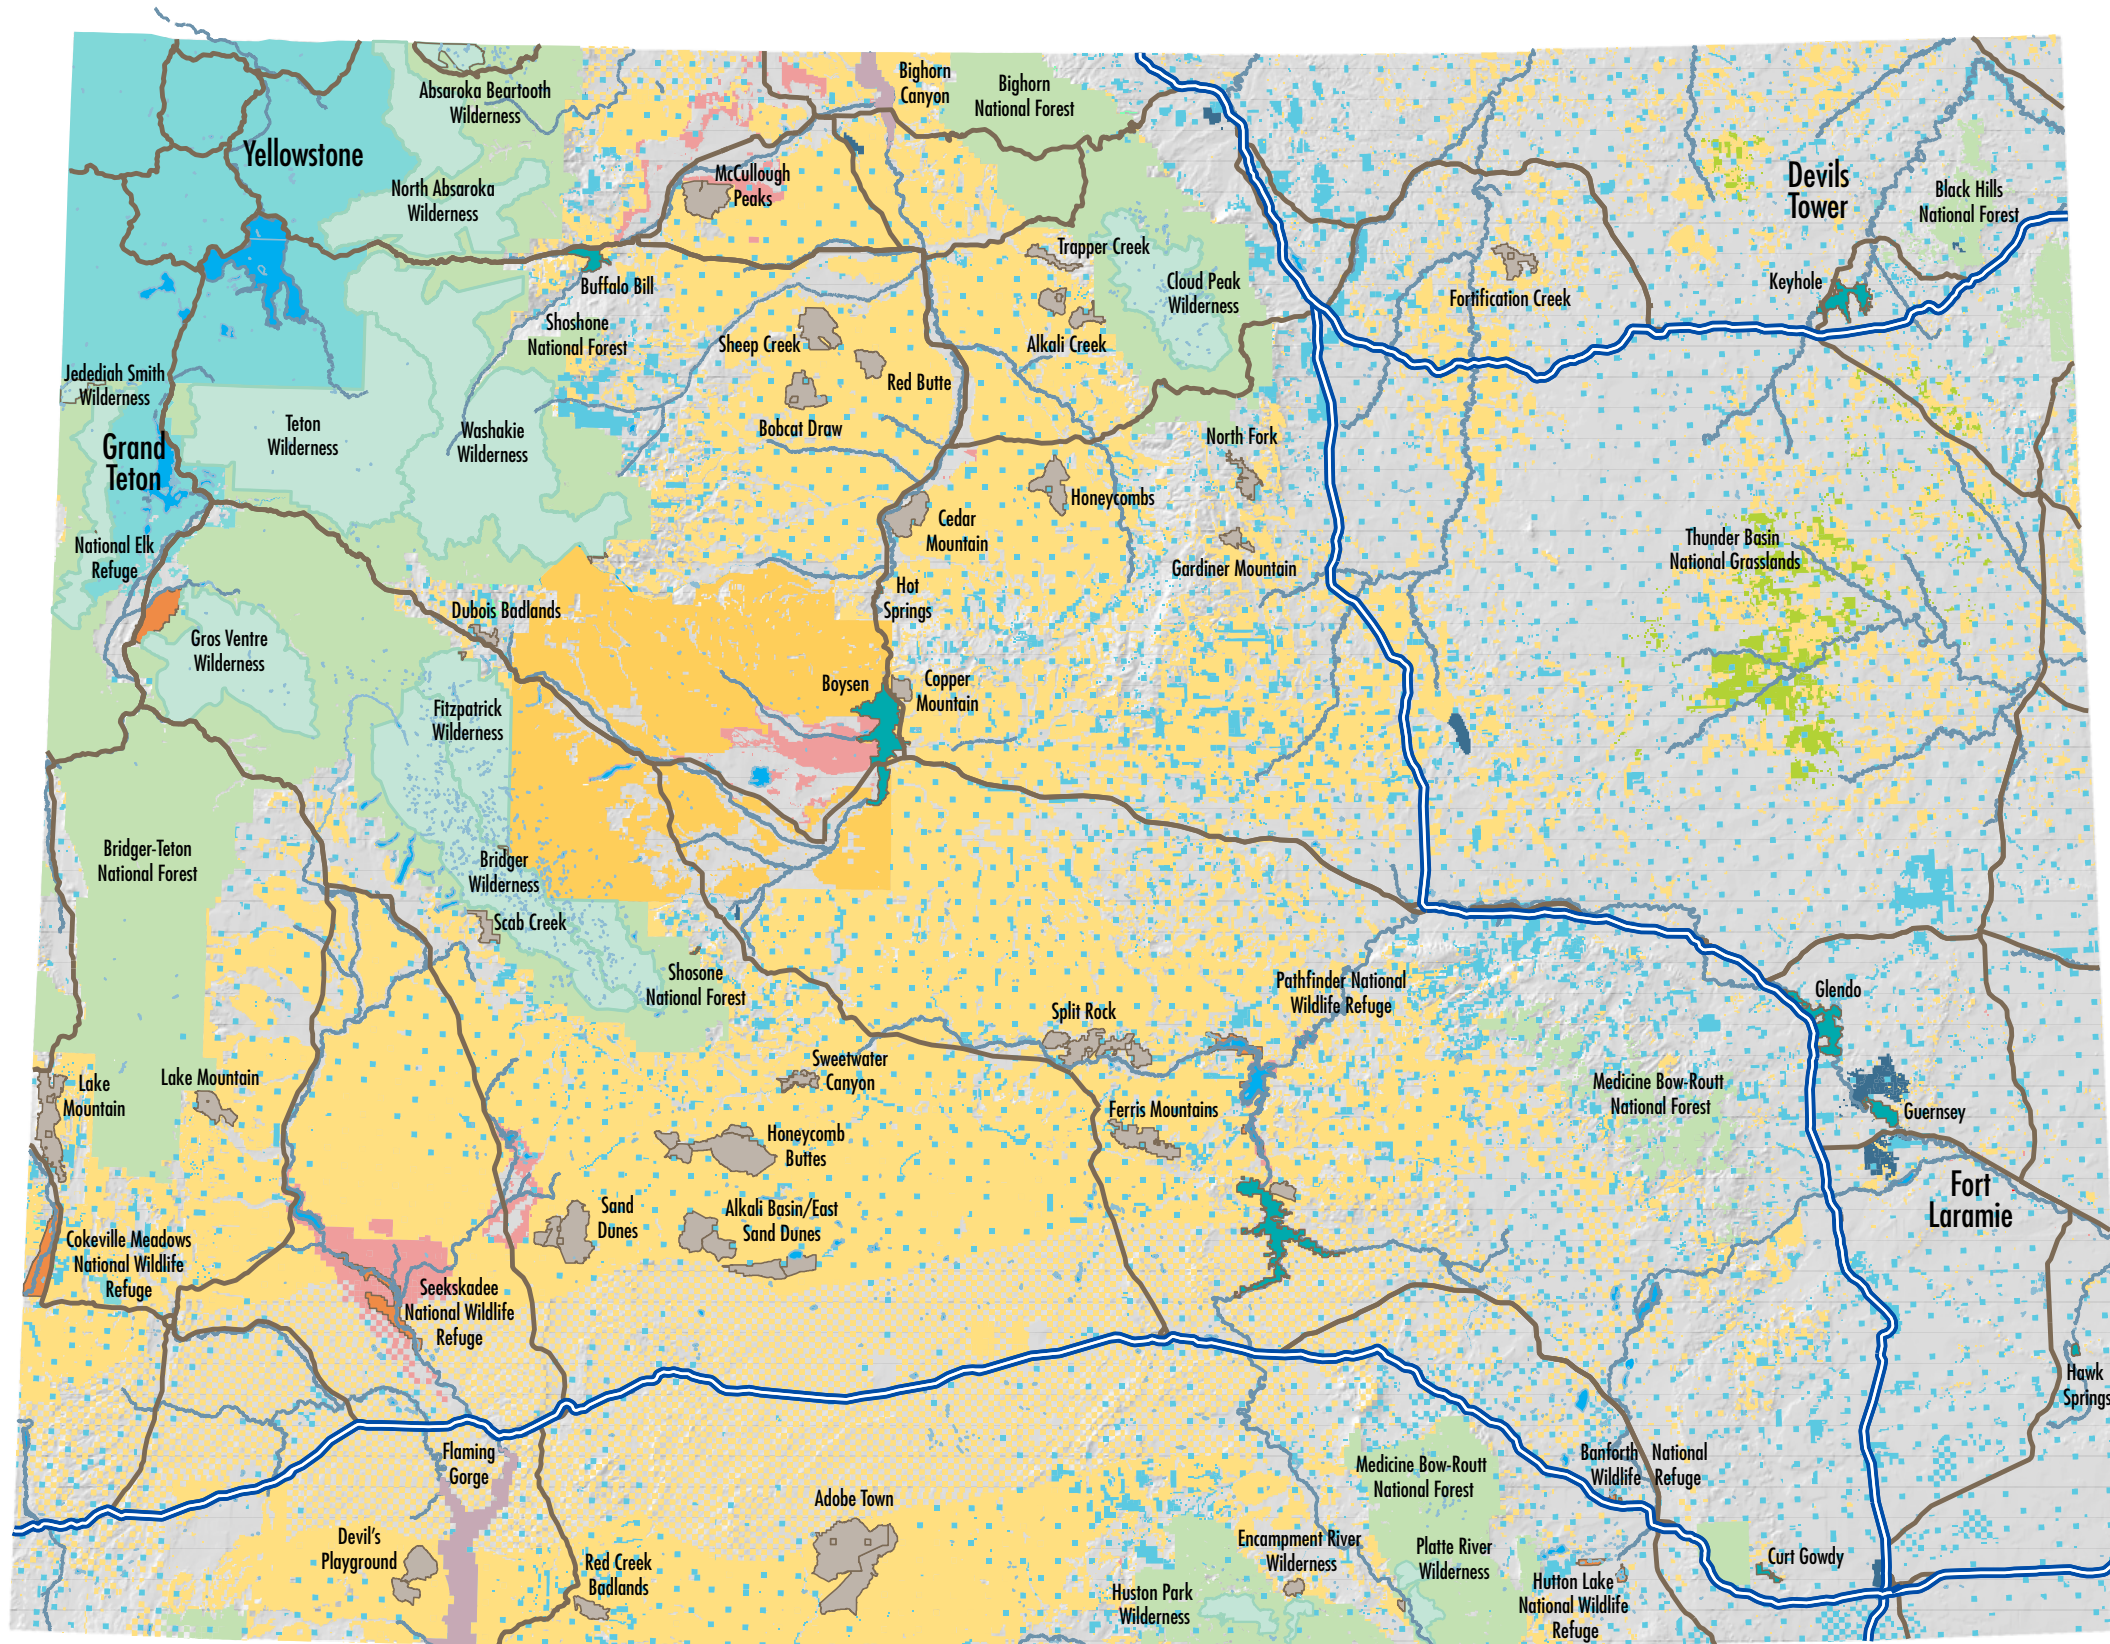 Absaroka Beartooth
Wilderness
Bighorn
Canyon
Bighorn
National Forest
Yellowstone
North Absaroka
Wilderness
McCullough
Peaks
Devils
Tower
Black Hills
National Forest
Trapper Creek
Cloud Peak
Wilderness
Buffalo Bill
Fortification Creek
Keyhole
Shoshone
National Forest
Sheep Creek
Alkali Creek
Red Butte
Jedediah Smith
Wilderness
Teton
Wilderness
Washakie
Wilderness
Bobcat Draw
Grand
Teton
North Fork
Honeycombs
Cedar
Mountain
National Elk
Refuge
Gardiner Mountain
Thunder Basin
National Grasslands
Hot
Springs
Dubois Badlands
Gros Ventre
Wilderness
Boysen
Copper
Mountain
Fitzpatrick
Wilderness
Bridger-Teton
National Forest
Bridger
Wilderness
Scab Creek
Shosone
National Forest
Pathfinder National
Wildlife Refuge
Glendo
Split Rock
Sweetwater
Canyon
Lake
Mountain
Lake Mountain
Medicine Bow-Routt
National Forest
Ferris Mountains
Guernsey
Honeycomb
Buttes
Fort
Laramie
Sand
Dunes
Alkali Basin/East
Sand Dunes
Cokeville Meadows
National Wildlife
Refuge
Seekskadee
National Wildlife
Refuge
Hawk
Springs
Flaming
Gorge
Medicine Bow-Routt
National Forest
Banforth National
Wildlife Refuge
Adobe Town
Devil's
Playground
Red Creek
Badlands
Encampment River
Wilderness
Platte River
Wilderness
Curt Gowdy
Huston Park
Wilderness
Hutton Lake
National Wildlife
Refuge